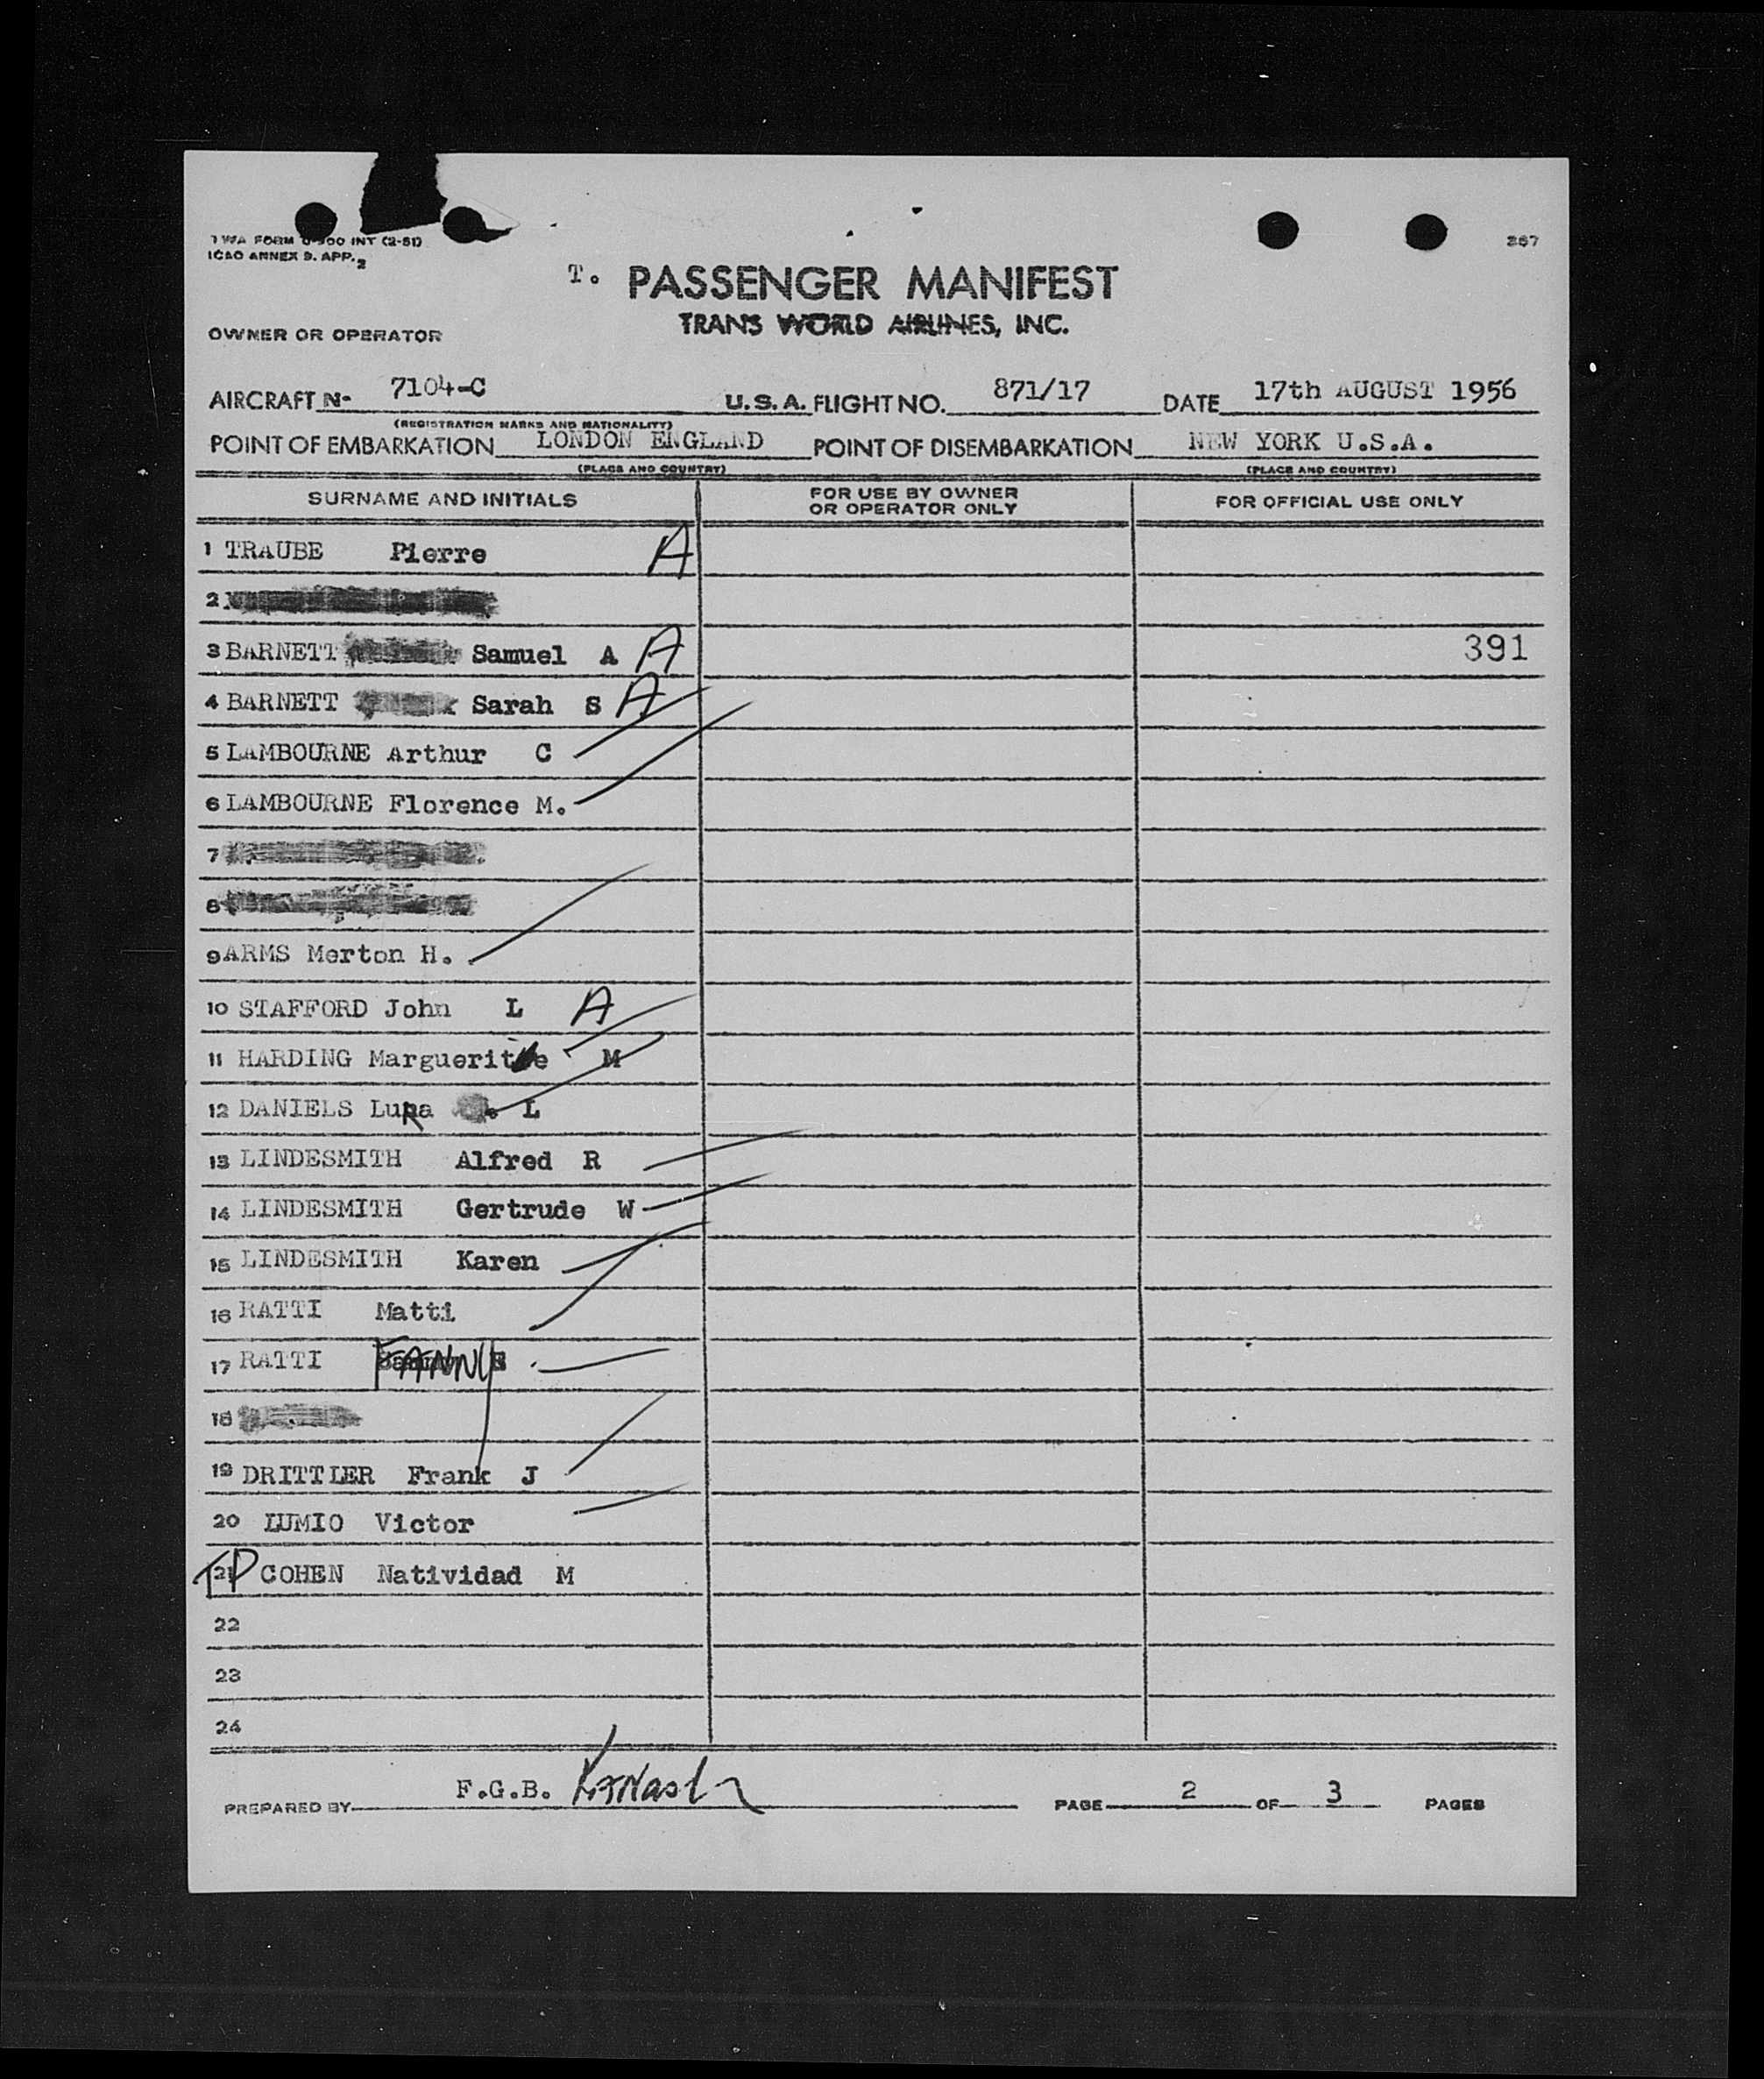 TWA FORM INT (2-51)
ICAO ANNEX 9. APP. 2
267
T. PASSENGER MANIFEST
TRANS WORLD AIRLINES, INC.
OWNER OR OPERATOR
AIRCRAFT N- 7104-C U.S.A. FLIGHT NO. 871/17 DATE 17th AUGUST 1956
(REGISTRATION MARKS AND NATIONALITY)
POINT OF EMBARKATION LONDON ENGLAND POINT OF DISEMBARKATION NEW YORK U.S.A.
(PLACE AND COUNTRY) (PLACE AND COUNTRY)
SURNAME AND INITIALS FOR USE BY OWNER OR OPERATOR ONLY FOR OFFICIAL USE ONLY
1 TRAUBE Pierre A
2
3 BARNETT Samuel A A 391
4 BARNETT Sarah S A
5 LAMBOURNE Arthur C
6 LAMBOURNE Florence M.
7
8
9 ARMS Merton H.
10 STAFFORD John L A
11 HARDING Marguerite M
12 DANIELS Lura L
13 LINDESMITH Alfred R
14 LINDESMITH Gertrude W
15 LINDESMITH Karen
16 RATTI Matti
17 RATTI FANNY
18
19 DRITTLER Frank J
20 LUMIO Victor
TP 21 COHEN Natividad M
22
23
24
PREPARED BY F.G.B. PAGE 2 OF 3 PAGES